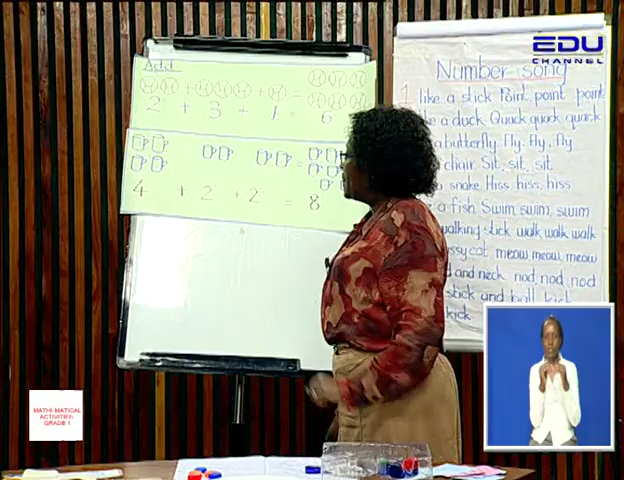 EDU
CHANNEL
Add
+ + =
2 + 3 + 1 = 6
=
4 + 2 + 2 = 8
Number song
1 like a stick Point, point point
a duck Quack quack quack
a butterfly. Fly, fly, fly
chair Sit, sit, sit
a snake Hiss, hiss, hiss
a fish Swim, swim, swim
walking stick walk walk walk
cat meow meow, meow
and neck nod, nod, nod
stick and ball kick
kick
MATHI MATICAL
ACTIVITIES
GRADE 1